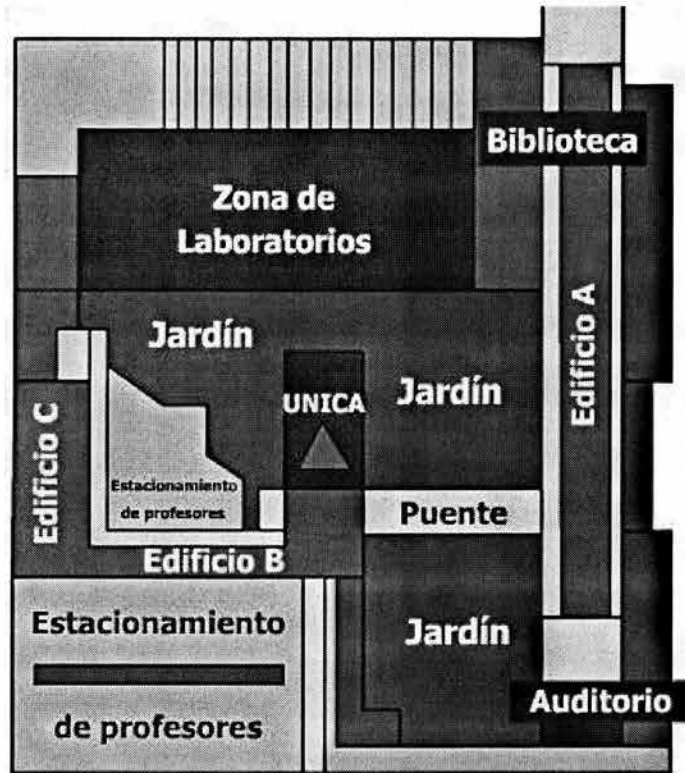 Biblioteca
Zona de
Laboratorios
Edificio A
Jardín
UNICA
Jardín
Edificio C
Estacionamiento
de profesores
Puente
Edificio B
Estacionamiento
de profesores
Jardín
Auditorio